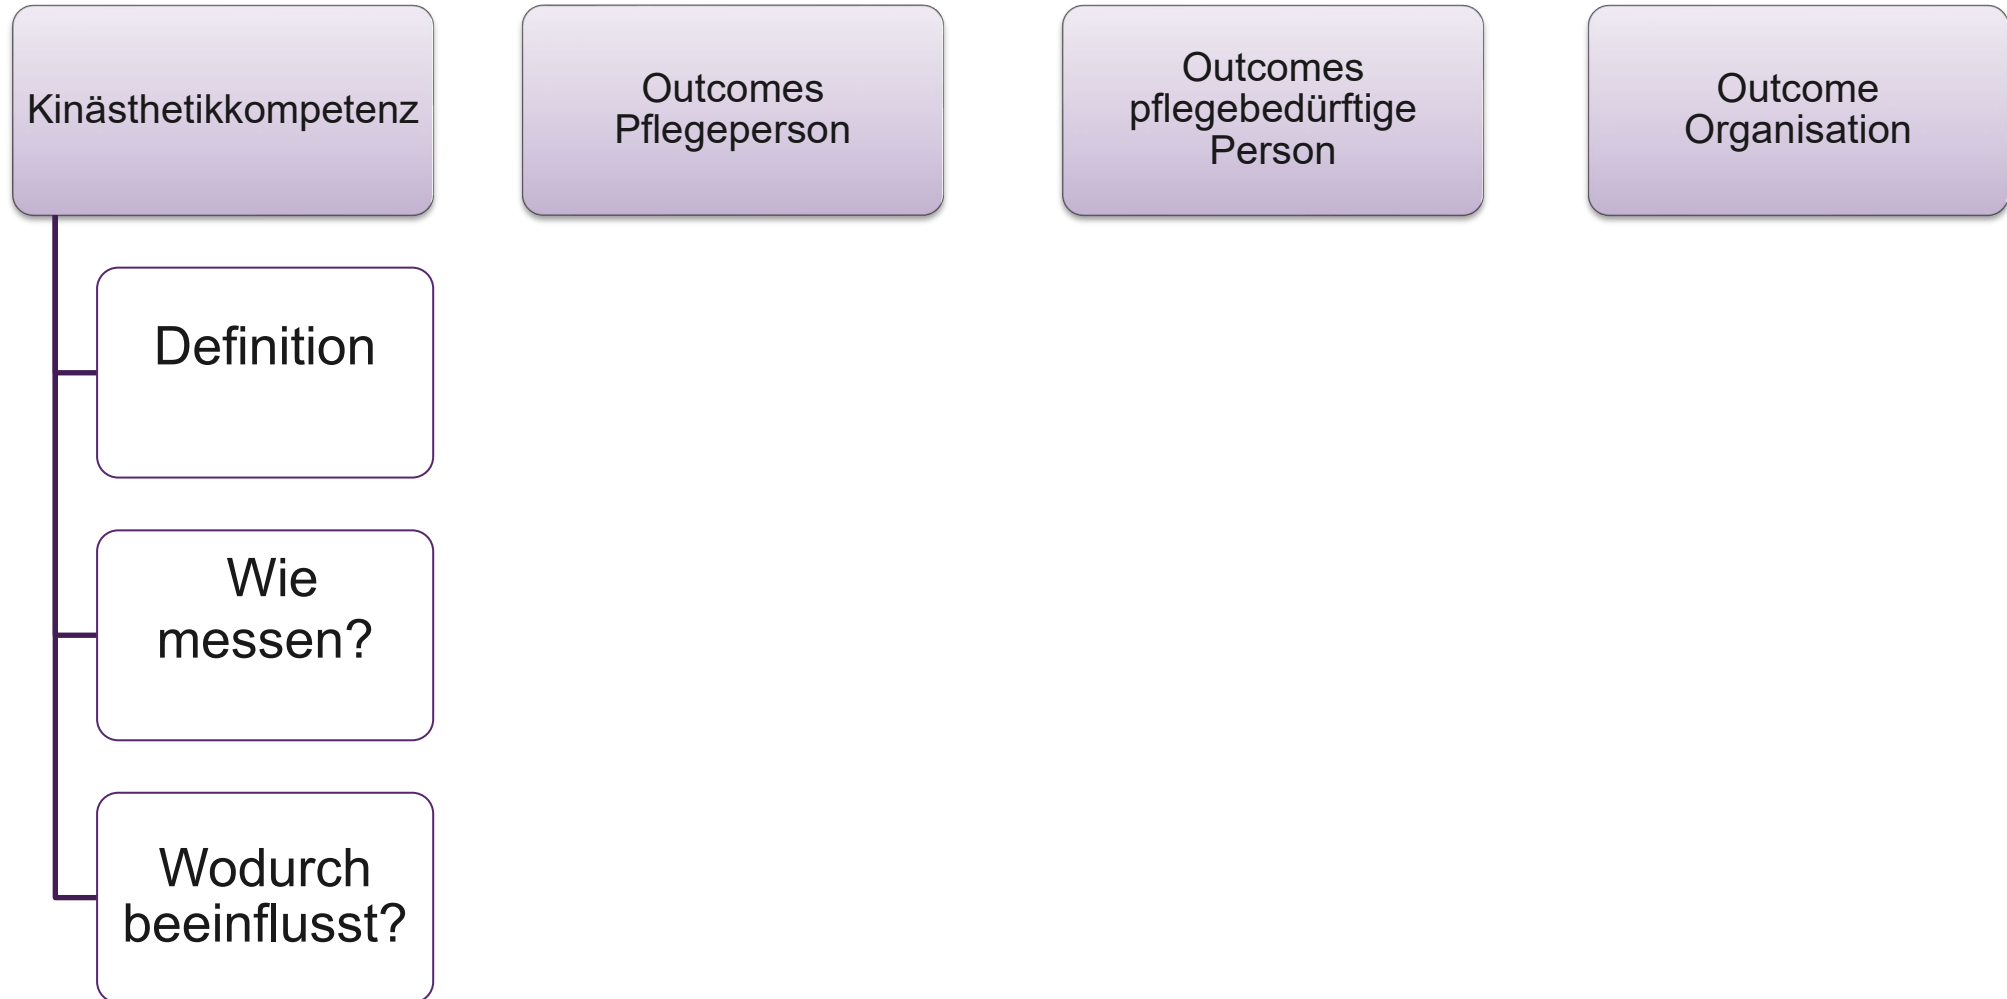 Kinästhetikkompetenz
Outcomes
Pflegeperson
Outcomes
pflegebedürftige
Person
Outcome
Organisation
Definition
Wie
messen?
Wodurch
beeinflusst?